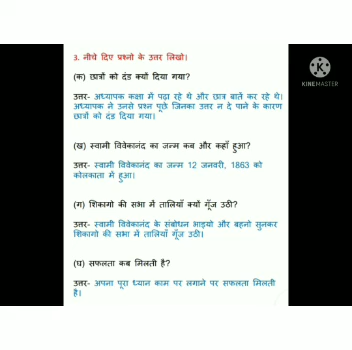 3. नीचे दिए प्रश्नो के उत्तर लिखो।
(क) छात्रों को दंड क्यों दिया गया?
उत्तर- अध्यापक कक्षा में पढ़ा रहे थे और छात्र बातें कर रहे थे।
अध्यापक ने उनसे प्रश्न पूछे जिनका उत्तर न दे पाने के कारण
छात्रों को दंड दिया गया।
(ख) स्वामी विवेकानंद का जन्म कब और कहाँ हुआ?
उत्तर- स्वामी विवेकानंद का जन्म 12 जनवरी, 1863 को
कोलकाता में हुआ।
(ग) शिकागो की सभा में तालियाँ क्यों गूँज उठीं?
उत्तर- स्वामी विवेकानंद के संबोधन भाइयो और बहनो सुनकर
शिकागो की सभा में तालियाँ गूँज उठीं।
(घ) सफलता कब मिलती है?
उत्तर- अपना पूरा ध्यान काम पर लगाने पर सफलता मिलती
है।
KINEMASTER